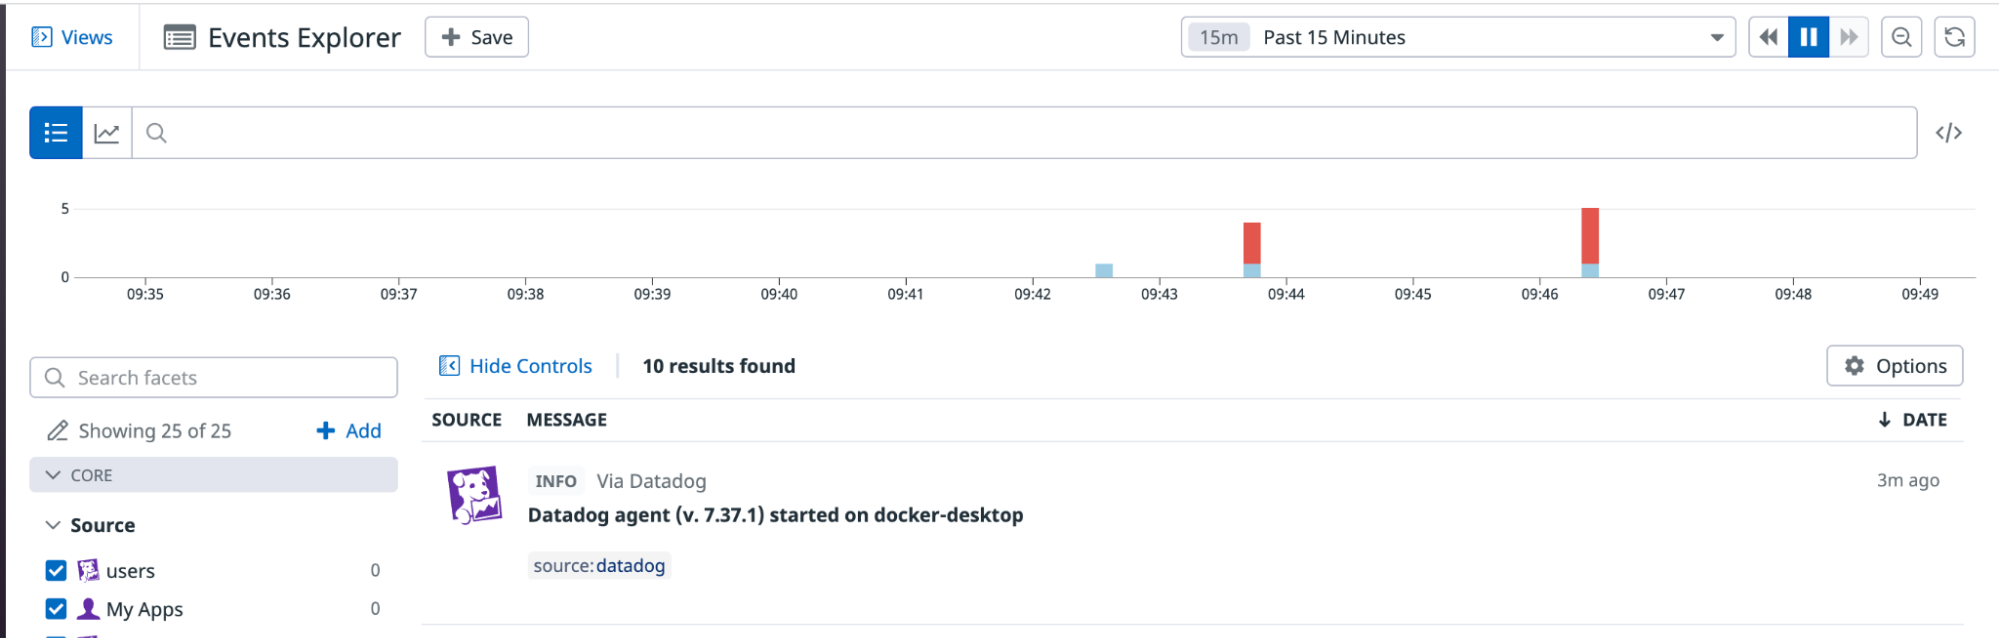 Views
Events Explorer
+ Save
15m Past 15 Minutes
5
0
09:35 09:36 09:37 09:38 09:39 09:40 09:41 09:42 09:43 09:44 09:45 09:46 09:47 09:48 09:49
Search facets
Hide Controls
10 results found
Options
Showing 25 of 25
+ Add
SOURCE MESSAGE ↓ DATE
CORE
INFO Via Datadog 3m ago
Datadog agent (v. 7.37.1) started on docker-desktop
Source
source:datadog
users 0
My Apps 0